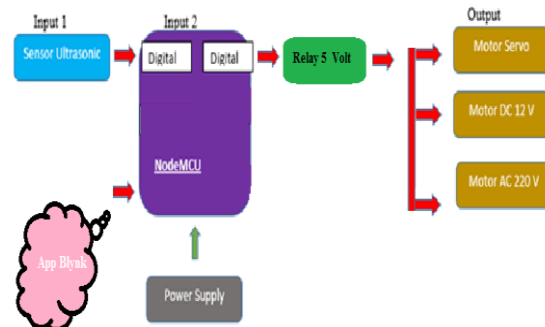 Input 1
Input 2
Output
Sensor Ultrasonic
Digital
Digital
Relay 5 Volt
Motor Servo
Motor DC 12 V
NodeMCU
Motor AC 220 V
App Blynk
Power Supply